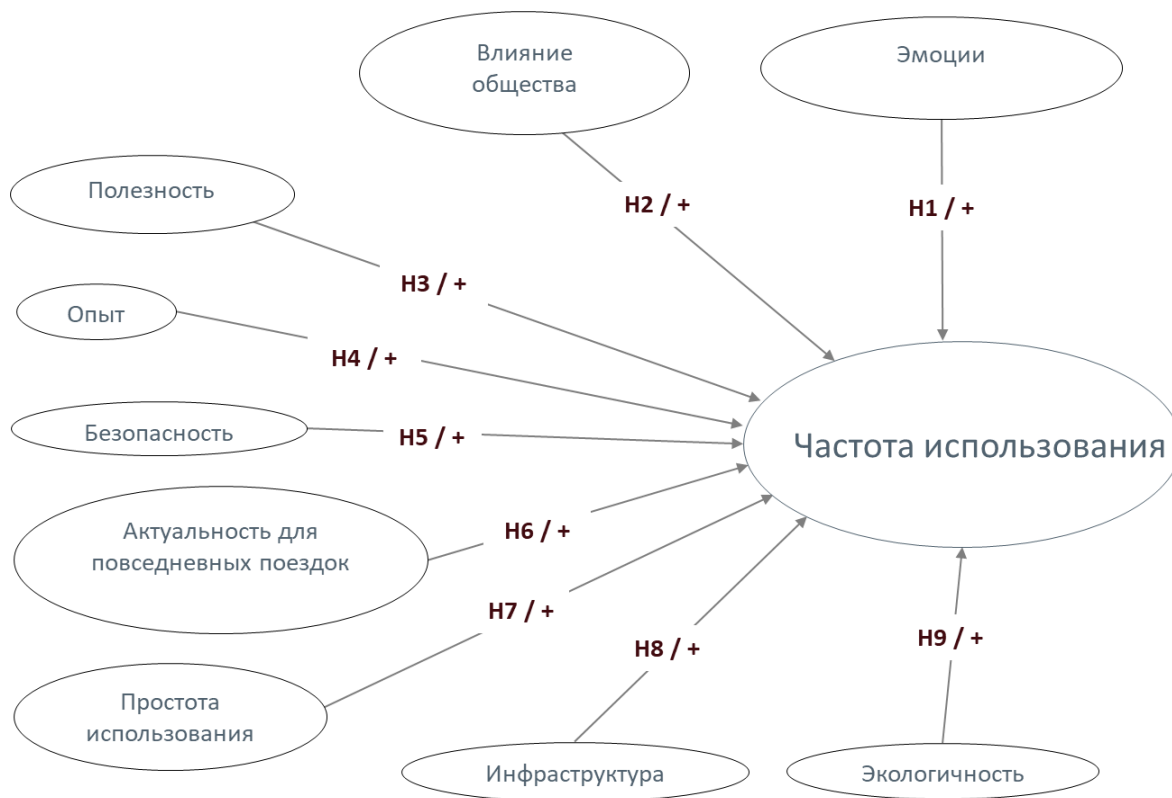 Влияние
общества
Эмоции
Полезность
H2 / +
H1 / +
H3 / +
Опыт
H4 / +
Безопасность
H5 / +
Частота использования
Актуальность для
повседневных поездок
H6 / +
H7 / +
H8 / +
H9 / +
Простота
использования
Инфраструктура
Экологичность